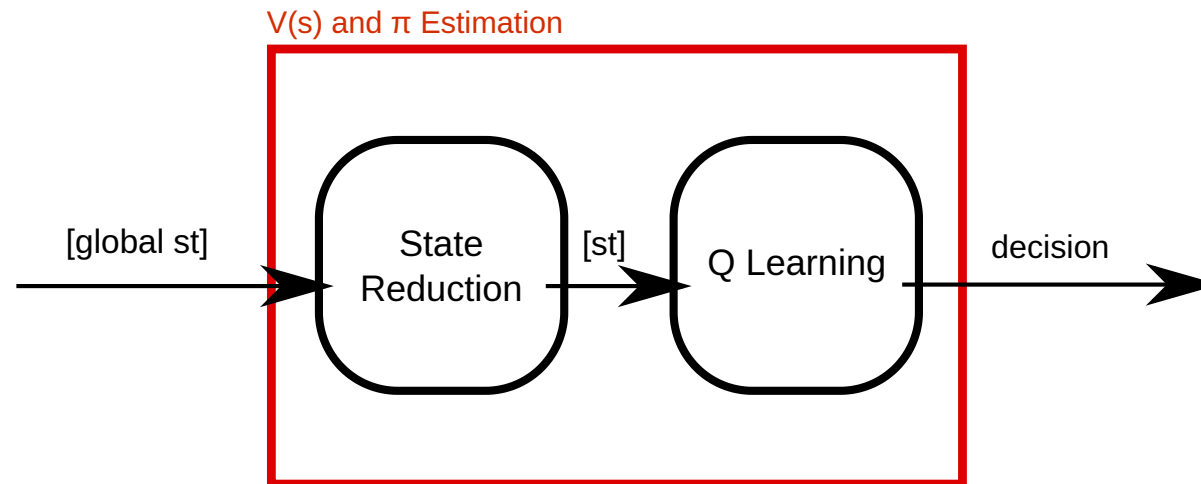 V(s) and π Estimation
[global st]
State
Reduction
[st]
Q Learning
decision